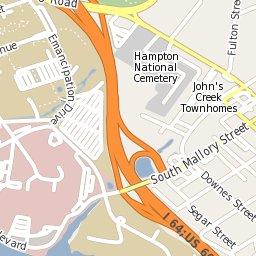 Road
Fulton Street
Emancipation Drive
Hampton
National
Cemetery
John's
Creek
Townhomes
South Mallory Street
Downes Street
Segar Street
I 64;US 60